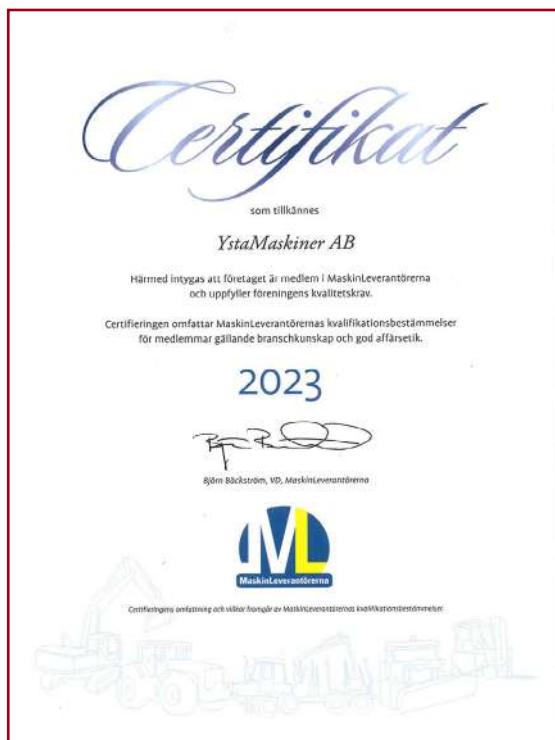 Certifikat
som tillkännes
YstaMaskiner AB
Härmed intygas att företaget är medlem i MaskinLeverantörerna
och uppfyller föreningens kvalitetskrav.
Certifieringen omfattar MaskinLeverantörernas kvalifikationsbestämmelser
för medlemmar gällande branschkunskap och god affärsetik.
2023
Björn Bäckström, VD, MaskinLeverantörerna
ML
MaskinLeverantörerna
Certifieringens omfattning och villkor framgår av MaskinLeverantörernas kvalifikationsbestämmelser.